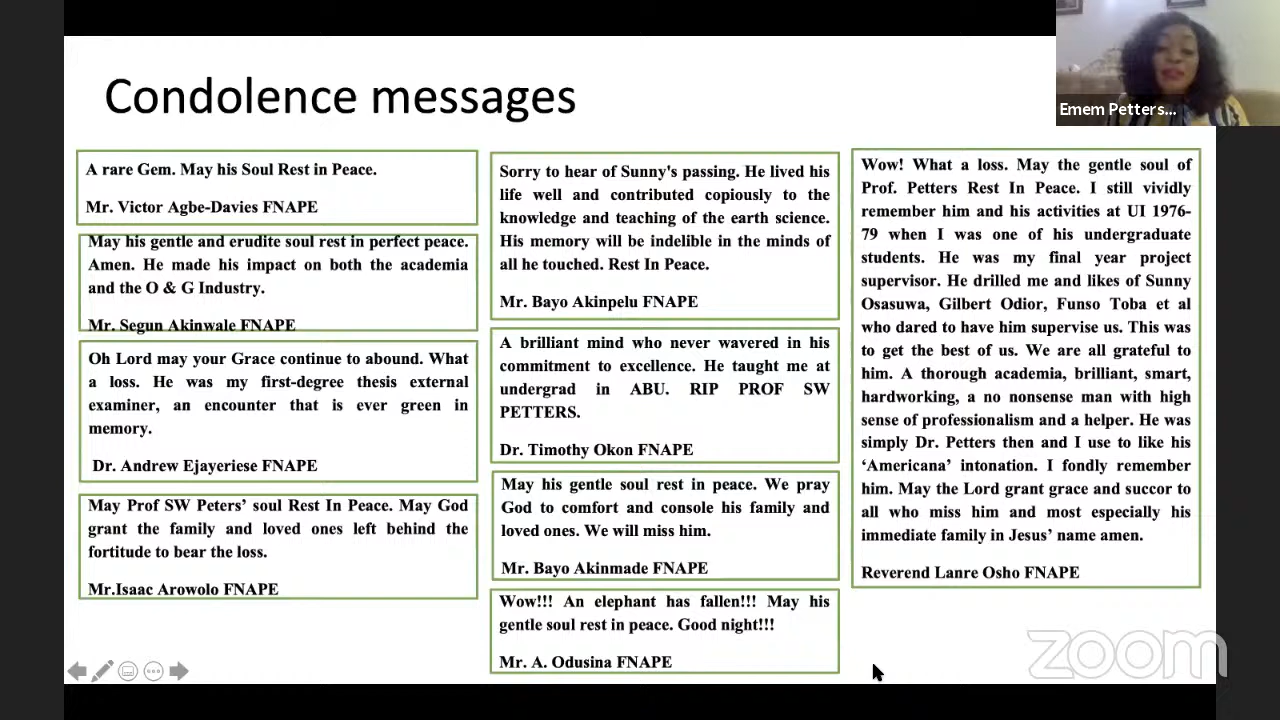 Condolence messages
Emem Petters...
A rare Gem. May his Soul Rest in Peace.
Mr. Victor Agbe-Davies FNAPE
May his gentle and erudite soul rest in perfect peace.
Amen. He made his impact on both the academia
and the O & G Industry.
Mr. Segun Akinwale FNAPE
Oh Lord may your Grace continue to abound. What
a loss. He was my first-degree thesis external
examiner, an encounter that is ever green in
memory.
Dr. Andrew Ejayeriese FNAPE
May Prof SW Peters’ soul Rest In Peace. May God
grant the family and loved ones left behind the
fortitude to bear the loss.
Mr.Isaac Arowolo FNAPE
Sorry to hear of Sunny's passing. He lived his
life well and contributed copiously to the
knowledge and teaching of the earth science.
His memory will be indelible in the minds of
all he touched. Rest In Peace.
Mr. Bayo Akinpelu FNAPE
A brilliant mind who never wavered in his
commitment to excellence. He taught me at
undergrad in ABU. RIP PROF SW
PETTERS.
Dr. Timothy Okon FNAPE
May his gentle soul rest in peace. We pray
God to comfort and console his family and
loved ones. We will miss him.
Mr. Bayo Akinmade FNAPE
Wow!!! An elephant has fallen!!! May his
gentle soul rest in peace. Good night!!!
Mr. A. Odusina FNAPE
Wow! What a loss. May the gentle soul of
Prof. Petters Rest In Peace. I still vividly
remember him and his activities at UI 1976-
79 when I was one of his undergraduate
students. He was my final year project
supervisor. He drilled me and likes of Sunny
Osasuwa, Gilbert Odior, Funso Toba et al
who dared to have him supervise us. This was
to get the best of us. We are all grateful to
him. A thorough academia, brilliant, smart,
hardworking, a no nonsense man with high
sense of professionalism and a helper. He was
simply Dr. Petters then and I use to like his
‘Americana’ intonation. I fondly remember
him. May the Lord grant grace and succor to
all who miss him and most especially his
immediate family in Jesus’ name amen.
Reverend Lanre Osho FNAPE
zoom